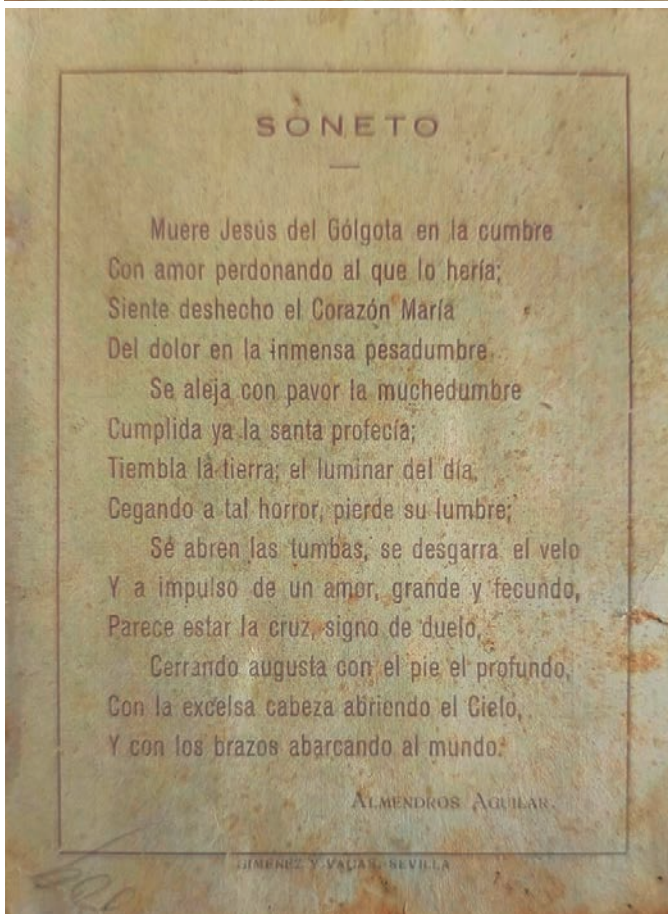 SONETO
Muere Jesús del Gólgota en la cumbre
Con amor perdonando al que lo hería;
Siente deshecho el Corazón María
Del dolor en la inmensa pesadumbre.
Se aleja con pavor la muchedumbre
Cumplida ya la santa profecía;
Tiembla la tierra; el luminar del día,
Cegando a tal horror, pierde su lumbre;
Se abren las tumbas, se desgarra el velo
Y a impulso de un amor, grande y fecundo,
Parece estar la cruz, signo de duelo,
Cerrando augusta con el pie el profundo,
Con la excelsa cabeza abriendo el Cielo,
Y con los brazos abarcando al mundo.
ALMENDROS AGUILAR.
SEVILLA